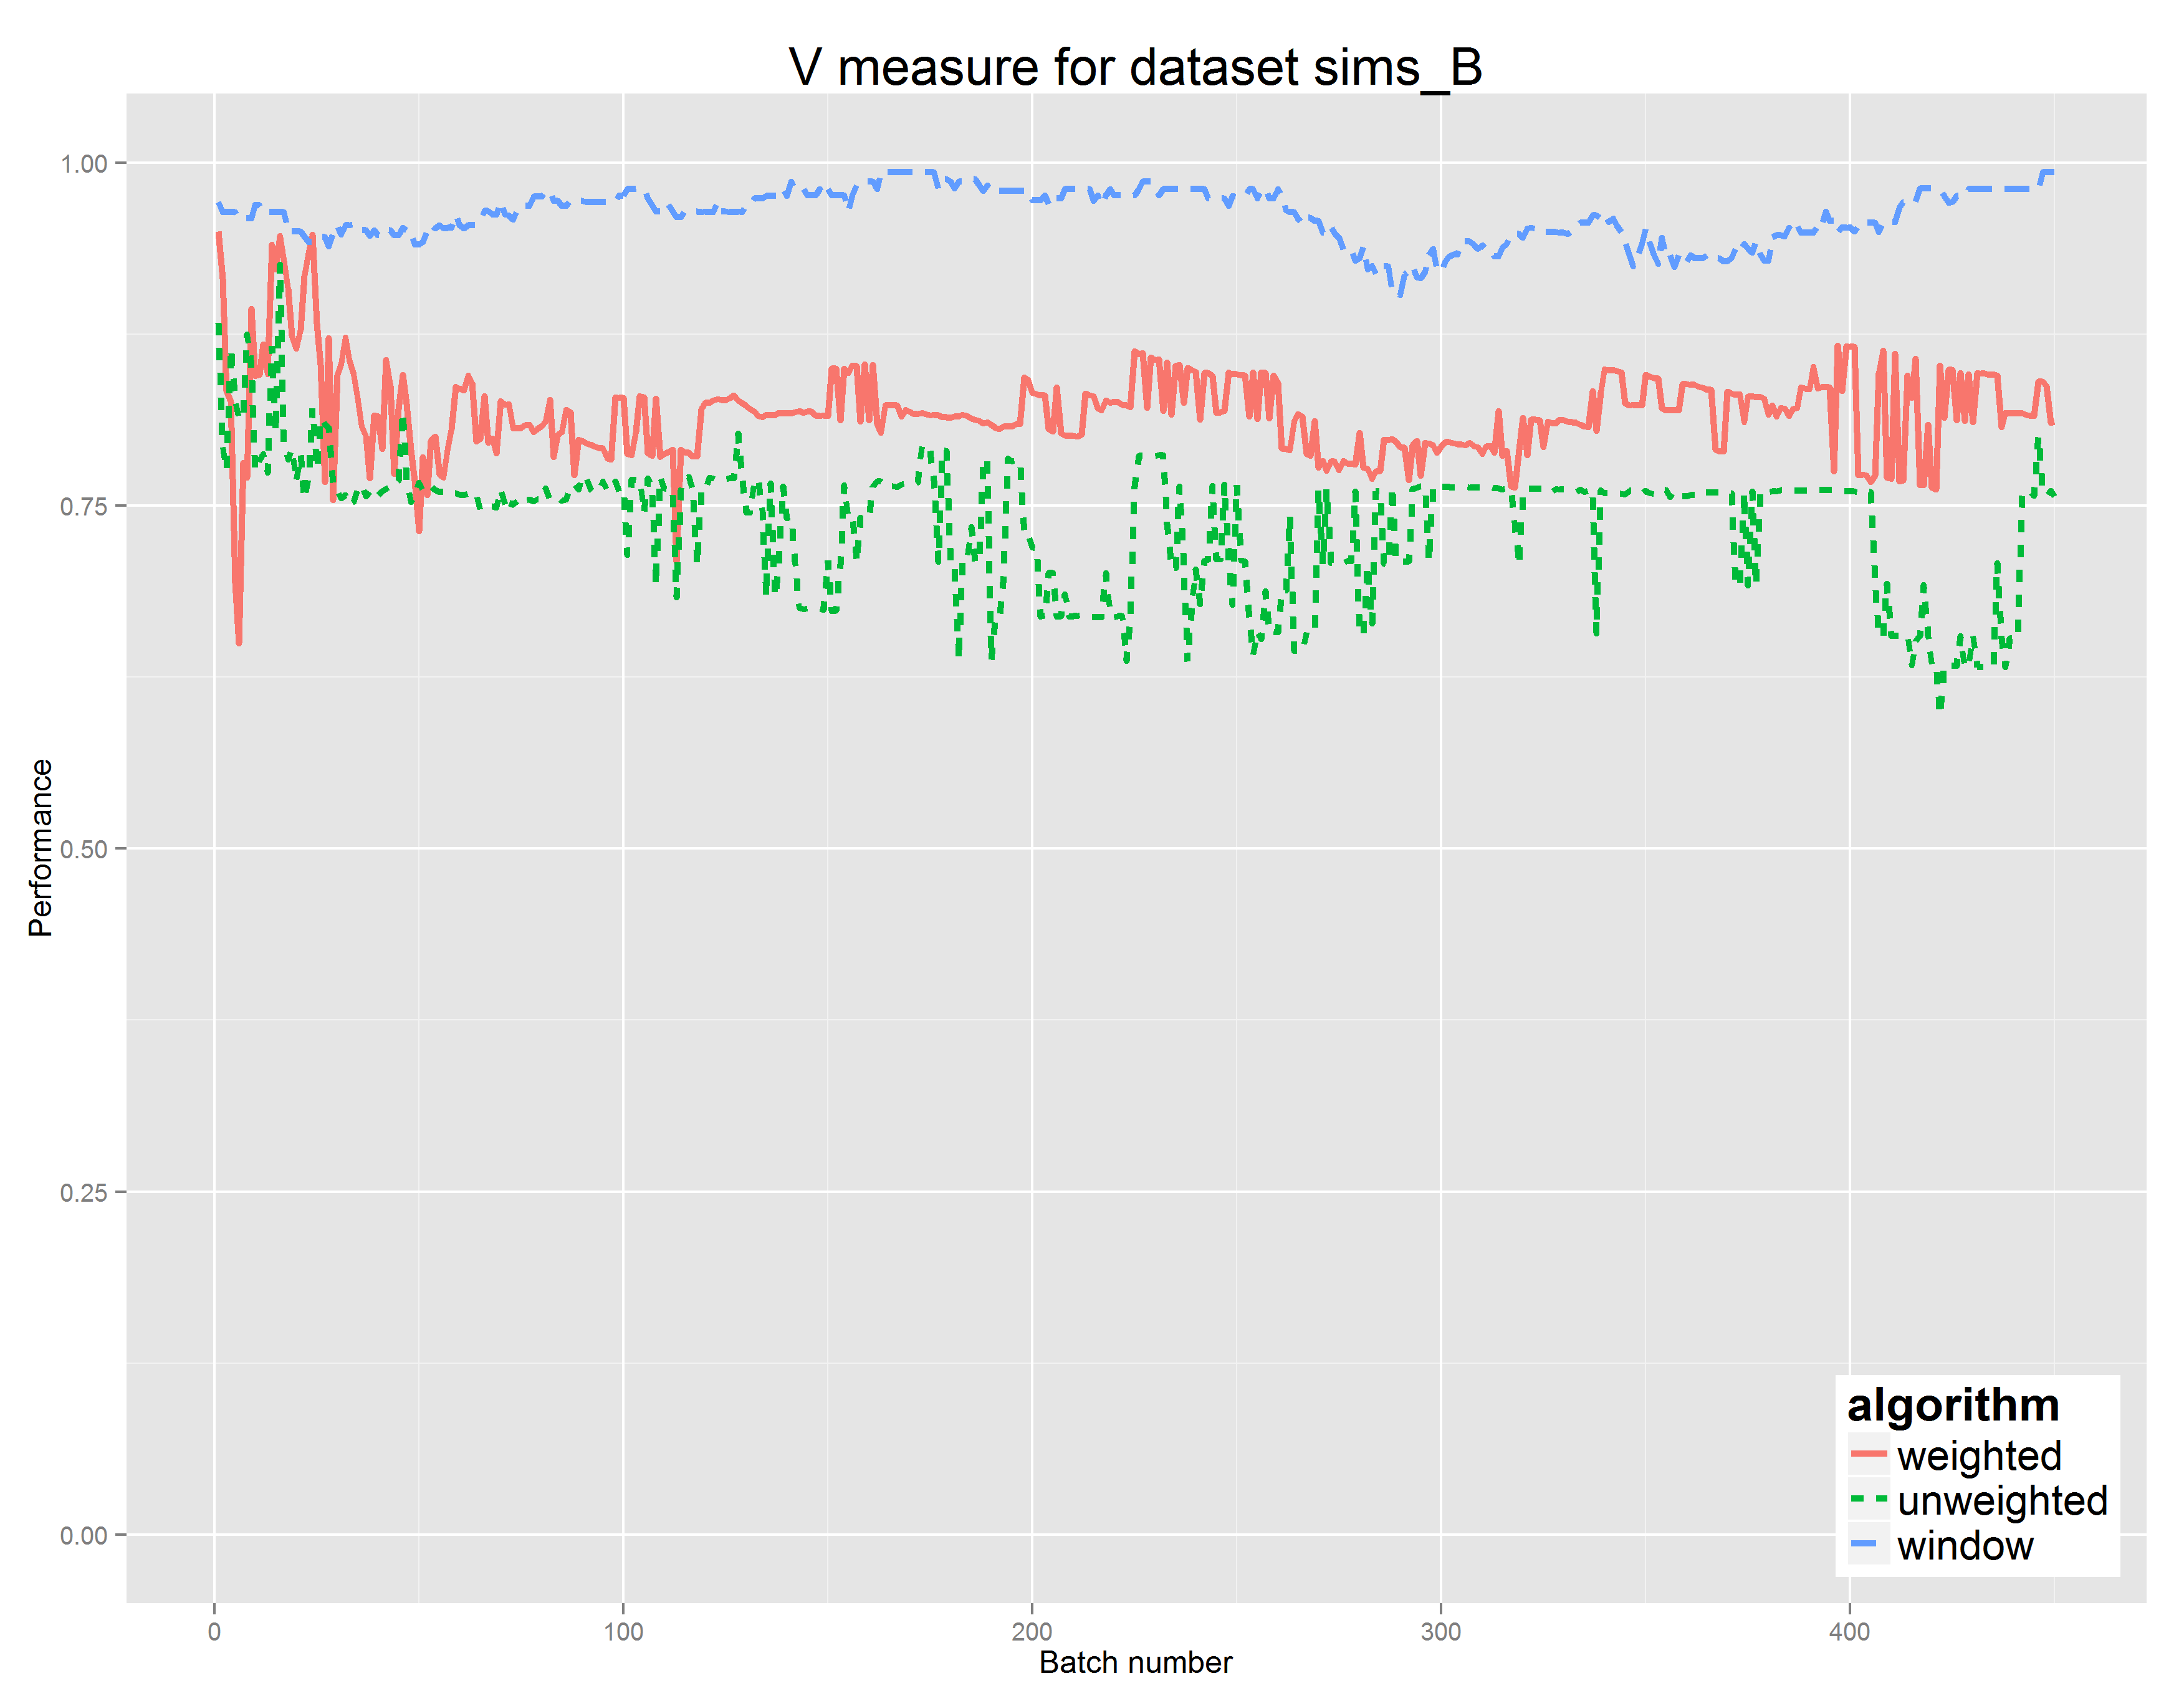 V measure for dataset sims_B
1.00
0.75
0.50
0.25
0.00
Performance
0
100
200
300
400
Batch number
algorithm
weighted
unweighted
window